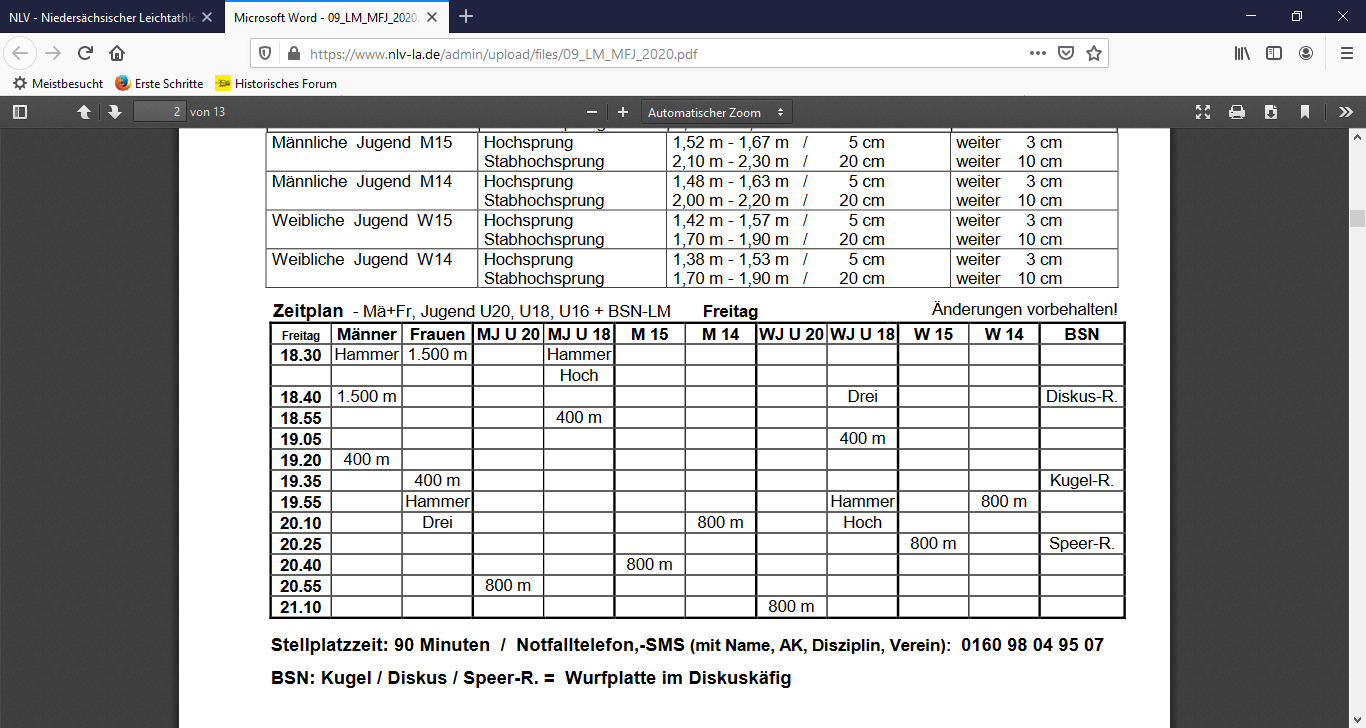 NLV - Niedersächsischer Leichtathle
Microsoft Word - 09_LM_MFJ_2020.
https://www.nlv-la.de/admin/upload/files/09_LM_MFJ_2020.pdf
Meistbesucht Erste Schritte Historisches Forum
2 von 13 Automatischer Zoom
Männliche Jugend M15 Hochsprung 1,52 m - 1,67 m / 5 cm weiter 3 cm
Stabhochsprung 2,10 m - 2,30 m / 20 cm weiter 10 cm
Männliche Jugend M14 Hochsprung 1,48 m - 1,63 m / 5 cm weiter 3 cm
Stabhochsprung 2,00 m - 2,20 m / 20 cm weiter 10 cm
Weibliche Jugend W15 Hochsprung 1,42 m - 1,57 m / 5 cm weiter 3 cm
Stabhochsprung 1,70 m - 1,90 m / 20 cm weiter 10 cm
Weibliche Jugend W14 Hochsprung 1,38 m - 1,53 m / 5 cm weiter 3 cm
Stabhochsprung 1,70 m - 1,90 m / 20 cm weiter 10 cm
Zeitplan - Mä+Fr, Jugend U20, U18, U16 + BSN-LM Freitag Änderungen vorbehalten!
Freitag Männer Frauen MJ U 20 MJ U 18 M 15 M 14 WJ U 20 WJ U 18 W 15 W 14 BSN
18.30 Hammer 1.500 m Hammer
Hoch
18.40 1.500 m Drei Diskus-R.
18.55 400 m
19.05 400 m
19.20 400 m
19.35 400 m Kugel-R.
19.55 Hammer Hammer 800 m
20.10 Drei 800 m Hoch
20.25 800 m Speer-R.
20.40 800 m
20.55 800 m
21.10 800 m
Stellplatzzeit: 90 Minuten / Notfalltelefon,-SMS (mit Name, AK, Disziplin, Verein): 0160 98 04 95 07
BSN: Kugel / Diskus / Speer-R. = Wurfplatte im Diskuskäfig